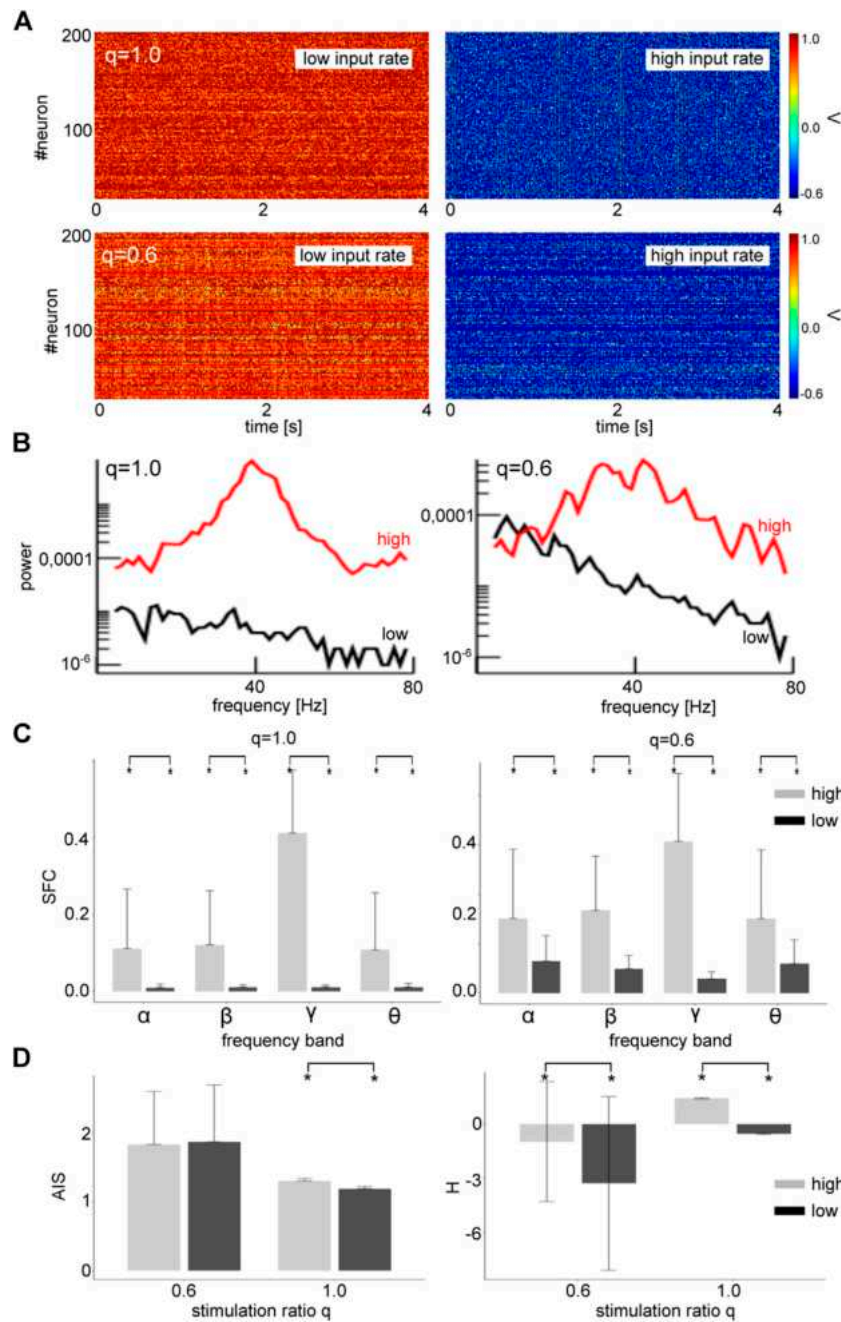 A
q=1.0
low input rate
high input rate
200
100
#neuron
0 2 4
0 2 4
1.0
0.0
-0.6
V
q=0.6
low input rate
high input rate
200
100
#neuron
0 2 4
0 2 4
time [s]
time [s]
1.0
0.0
-0.6
V
B
q=1.0
high
low
power
0,0001
10-6
40 80
frequency [Hz]
q=0.6
high
low
0,0001
10-6
40 80
frequency [Hz]
C
q=1.0
* * * * * * * *
SFC
0.4
0.2
0.0
α β γ θ
frequency band
q=0.6
* * * * * * * *
high
low
0.4
0.2
0.0
α β γ θ
frequency band
D
* *
AIS
2
1
0
0.6 1.0
stimulation ratio q
* * * *
H
0
-3
-6
high
low
0.6 1.0
stimulation ratio q